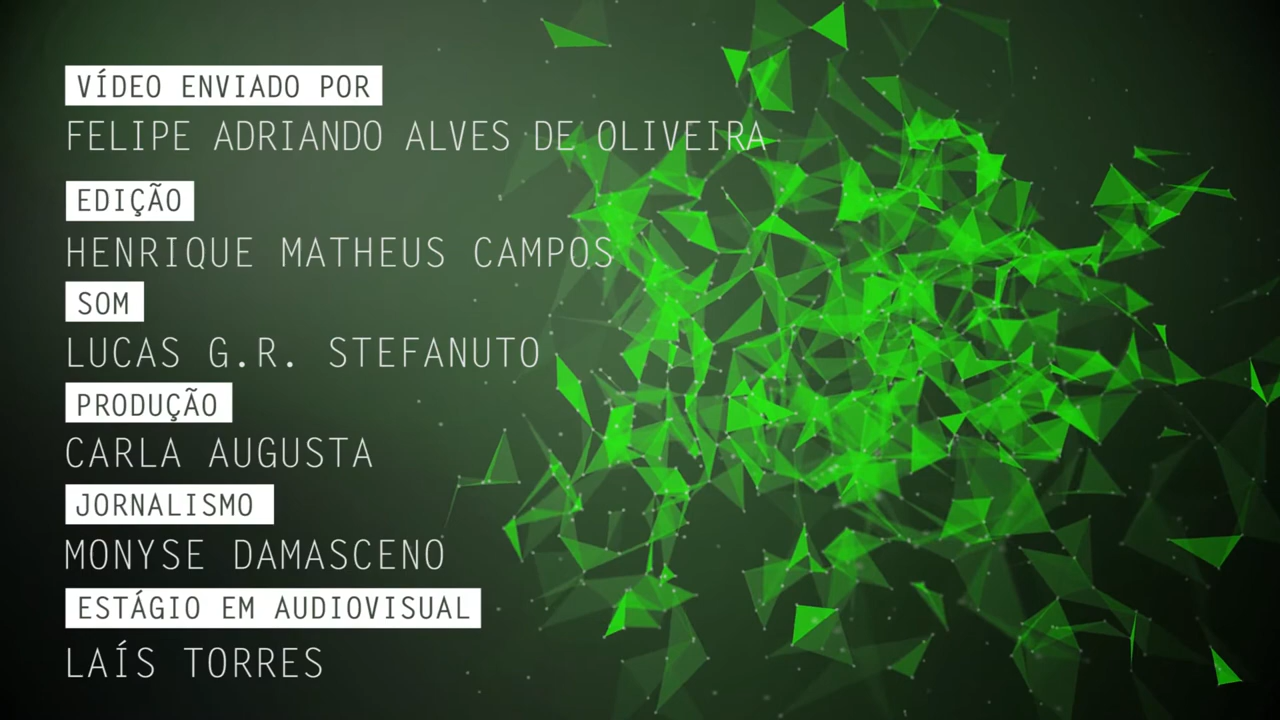 VÍDEO ENVIADO POR
FELIPE ADRIANDO ALVES DE OLIVEIRA
EDIÇÃO
HENRIQUE MATHEUS CAMPOS
SOM
LUCAS G.R. STEFANUTO
PRODUÇÃO
CARLA AUGUSTA
JORNALISMO
MONYSE DAMASCENO
ESTÁGIO EM AUDIOVISUAL
LAÍS TORRES